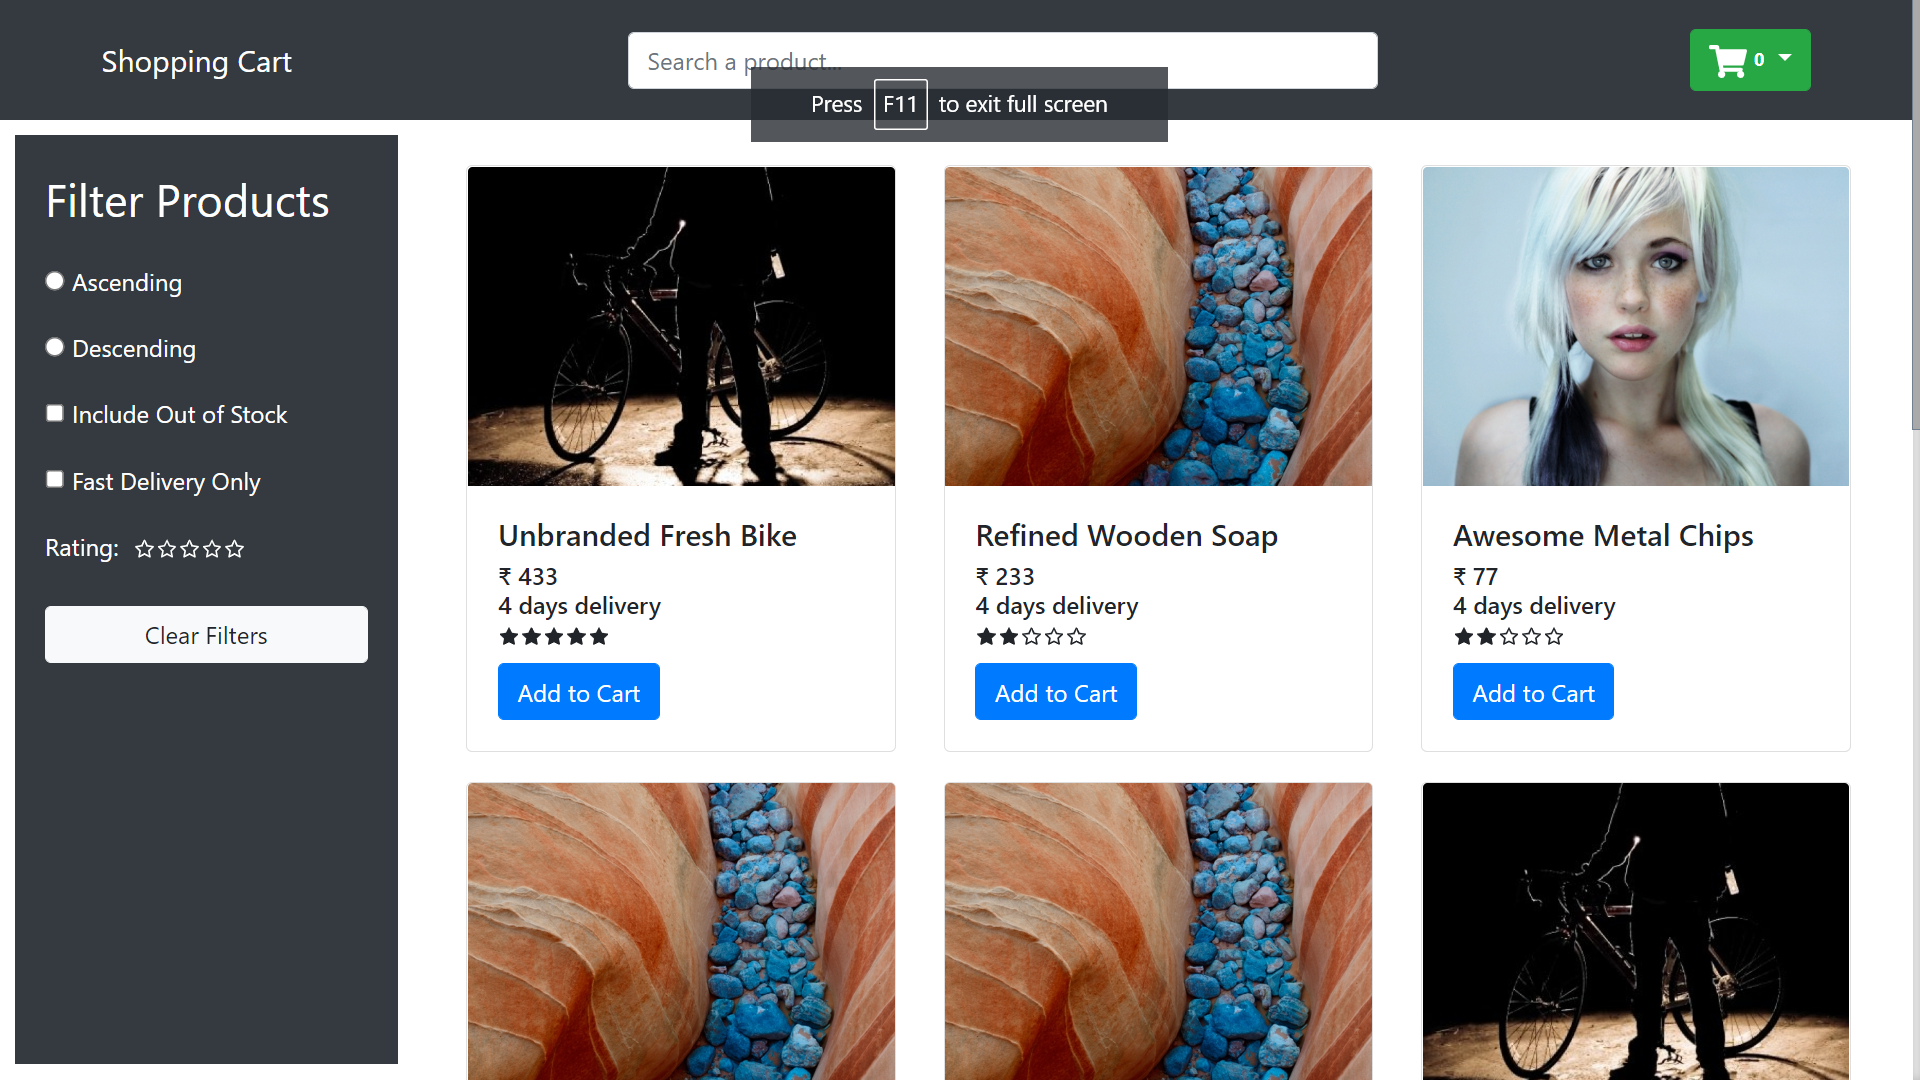 Shopping Cart
Search a product...
0
Press F11 to exit full screen
Filter Products
Ascending
Descending
Include Out of Stock
Fast Delivery Only
Rating:
Clear Filters
Unbranded Fresh Bike
₹ 433
4 days delivery
Add to Cart
Refined Wooden Soap
₹ 233
4 days delivery
Add to Cart
Awesome Metal Chips
₹ 77
4 days delivery
Add to Cart